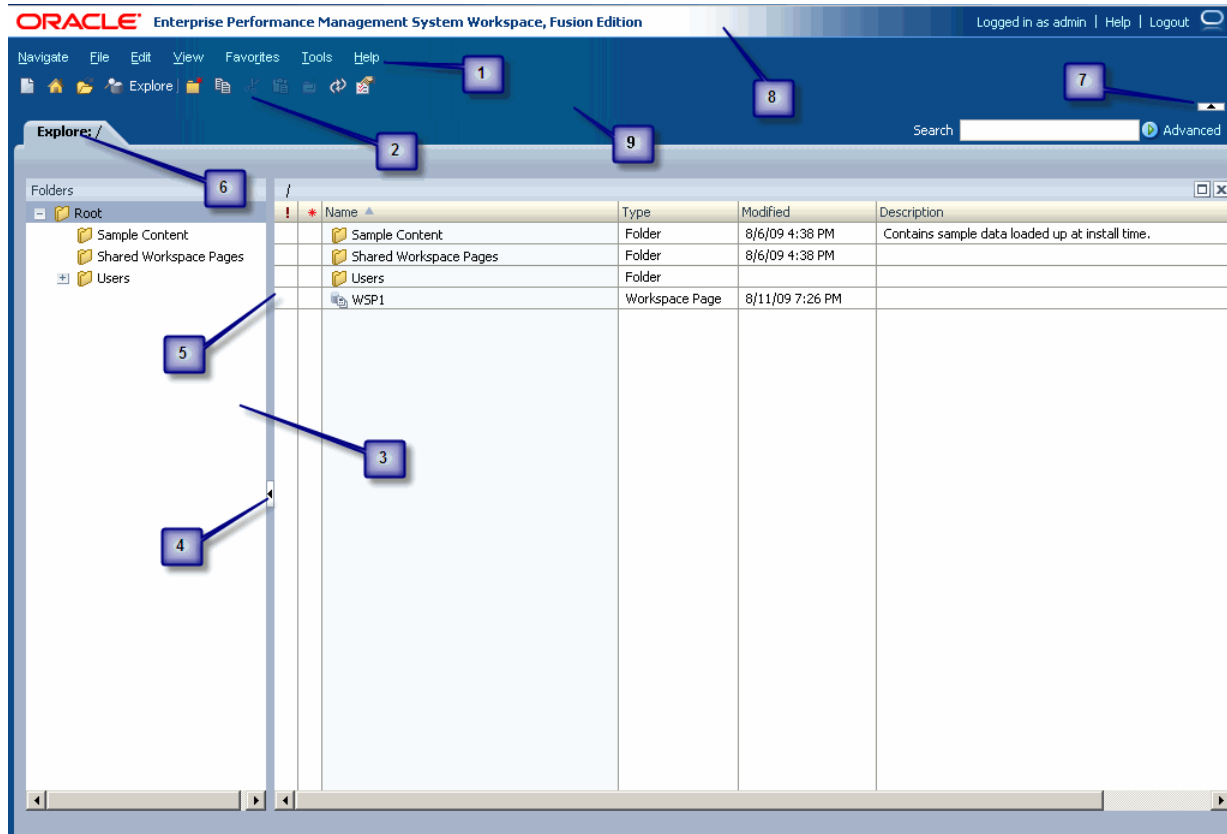 ORACLE Enterprise Performance Management System Workspace, Fusion Edition Logged in as admin | Help | Logout
Navigate File Edit View Favorites Tools Help
1
7
8
Explore
2
9
Explore: /
Search Advanced
6
Folders /
Root ! * Name Type Modified Description
Sample Content Sample Content Folder 8/6/09 4:38 PM Contains sample data loaded up at install time.
Shared Workspace Pages Shared Workspace Pages Folder 8/6/09 4:38 PM
Users Users Folder
WSP1 Workspace Page 8/11/09 7:26 PM
5
3
4